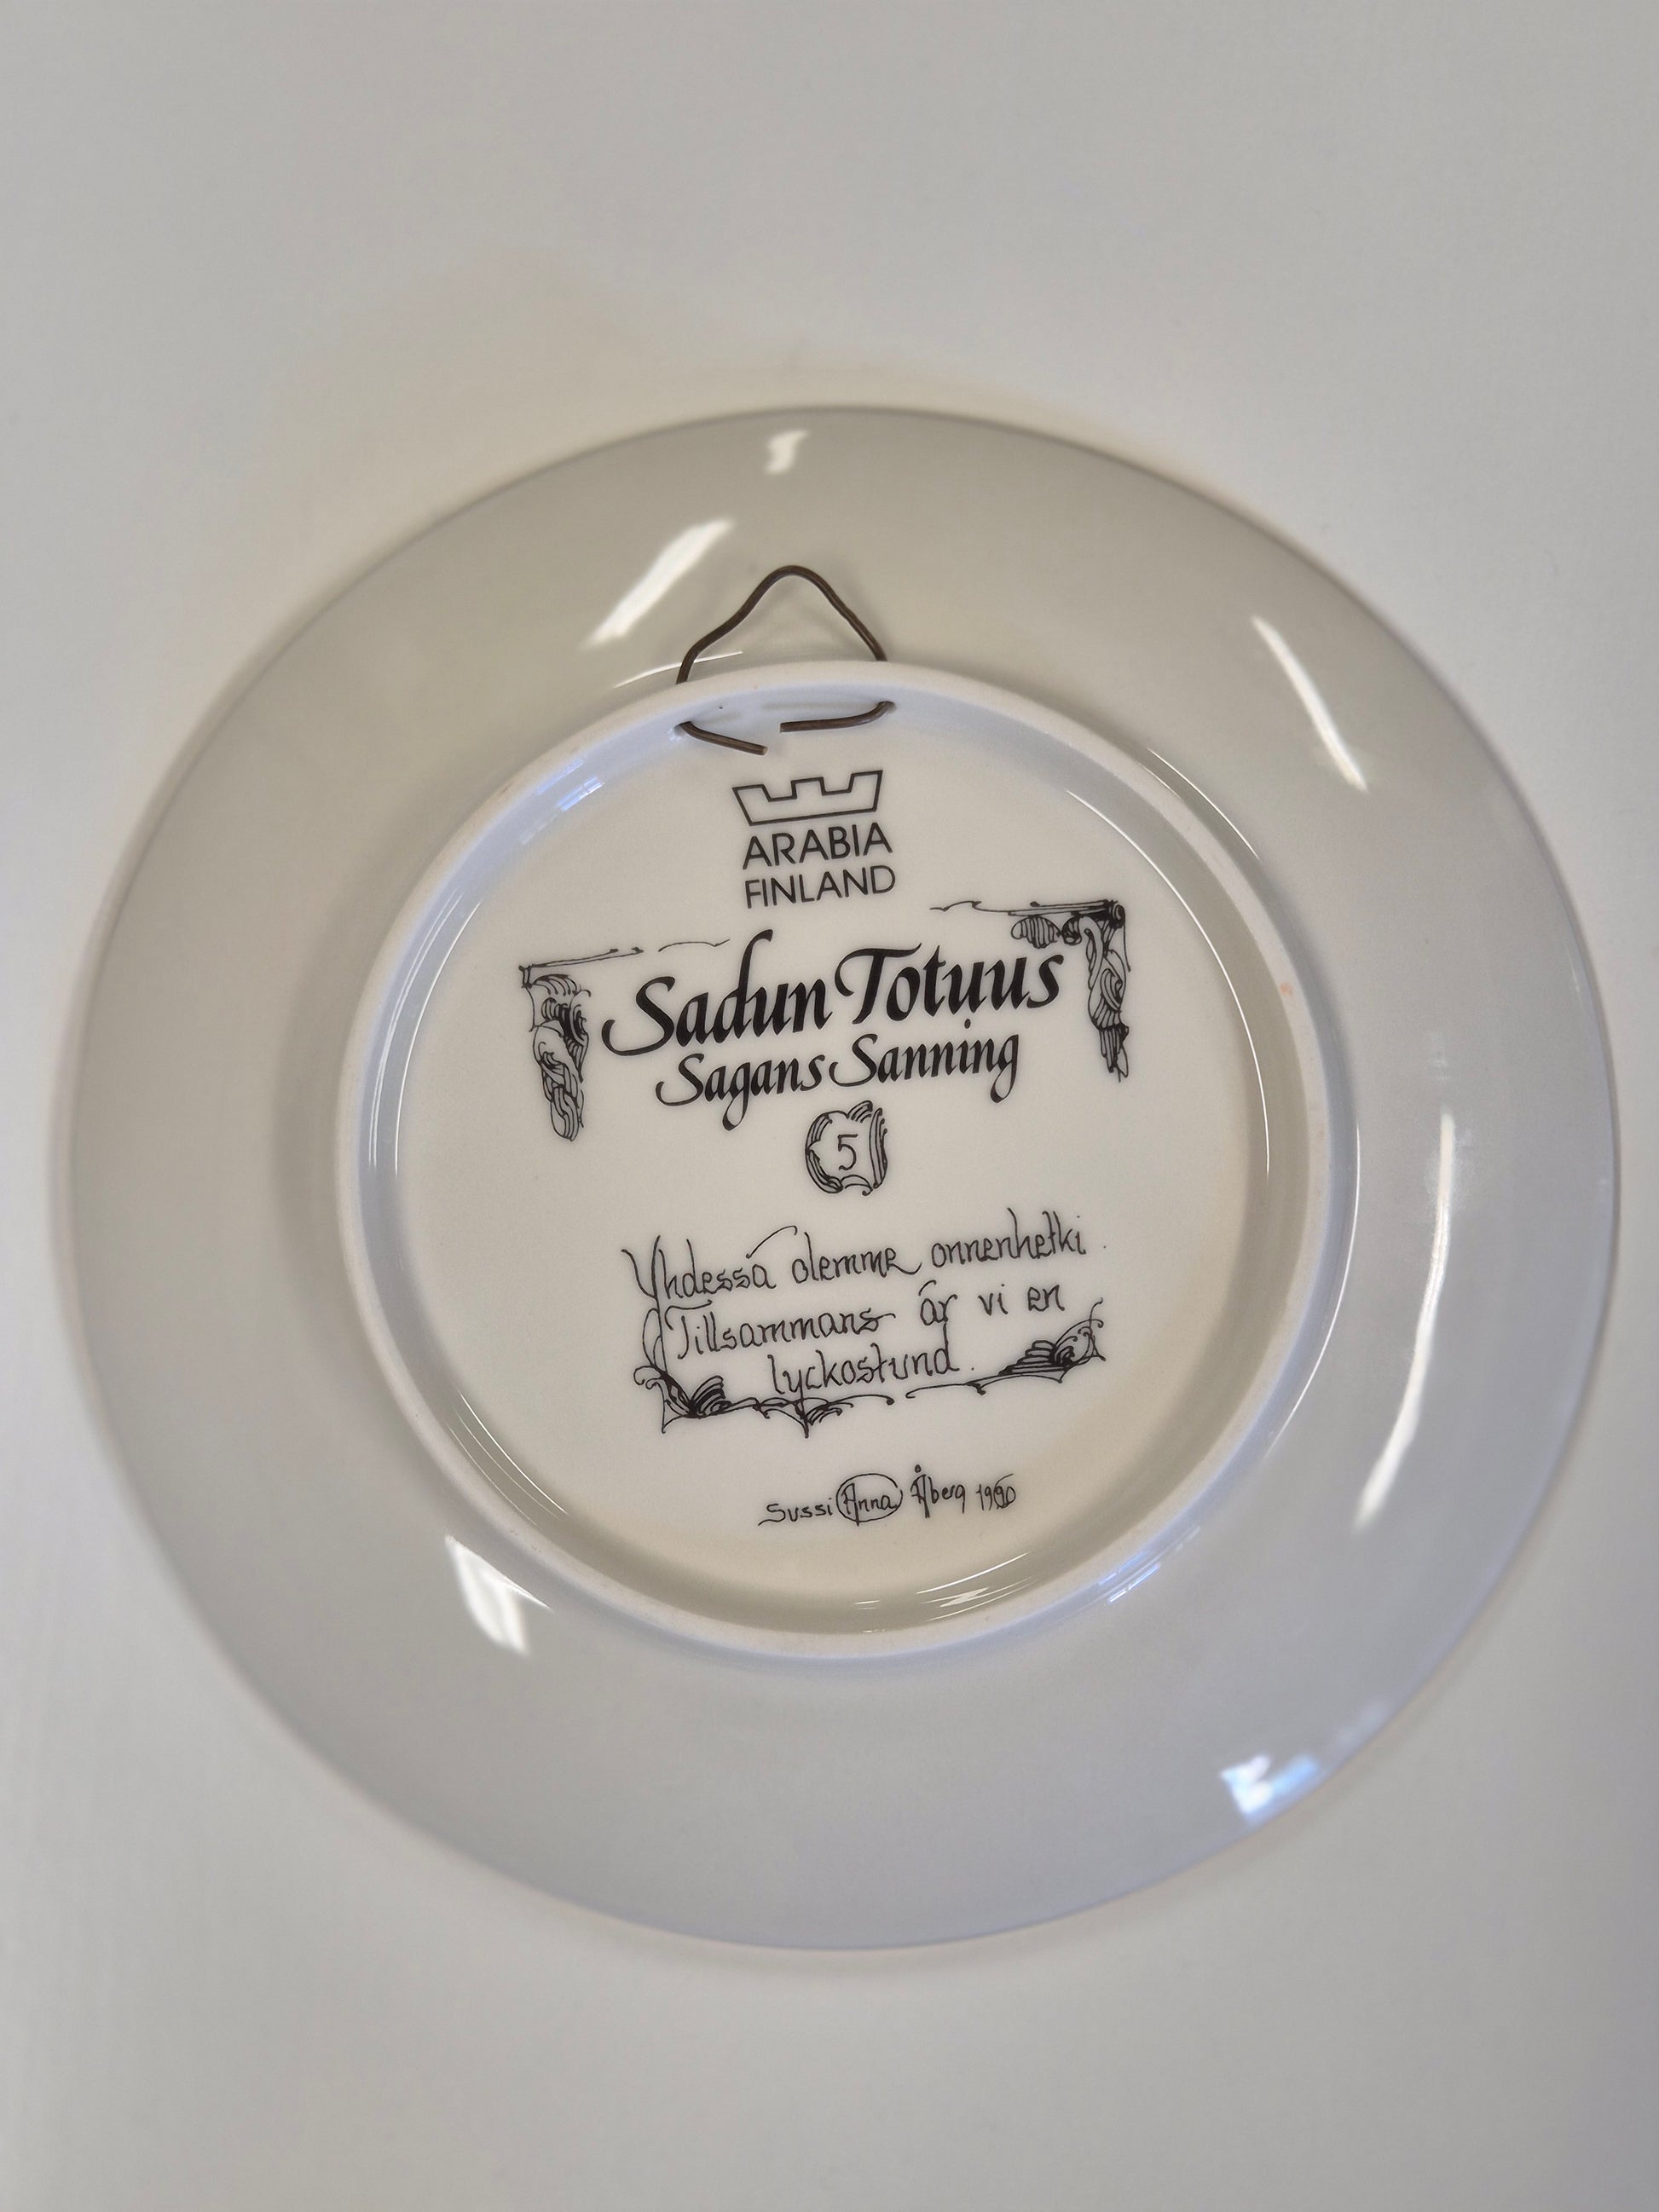 ARABIA
FINLAND
Sadun Totuus
Sagans Sanning
5
Yhdessä olemme onnenhetki.
Tillsammans är vi en
lyckostund.
Sussi Anna Åberg 1990